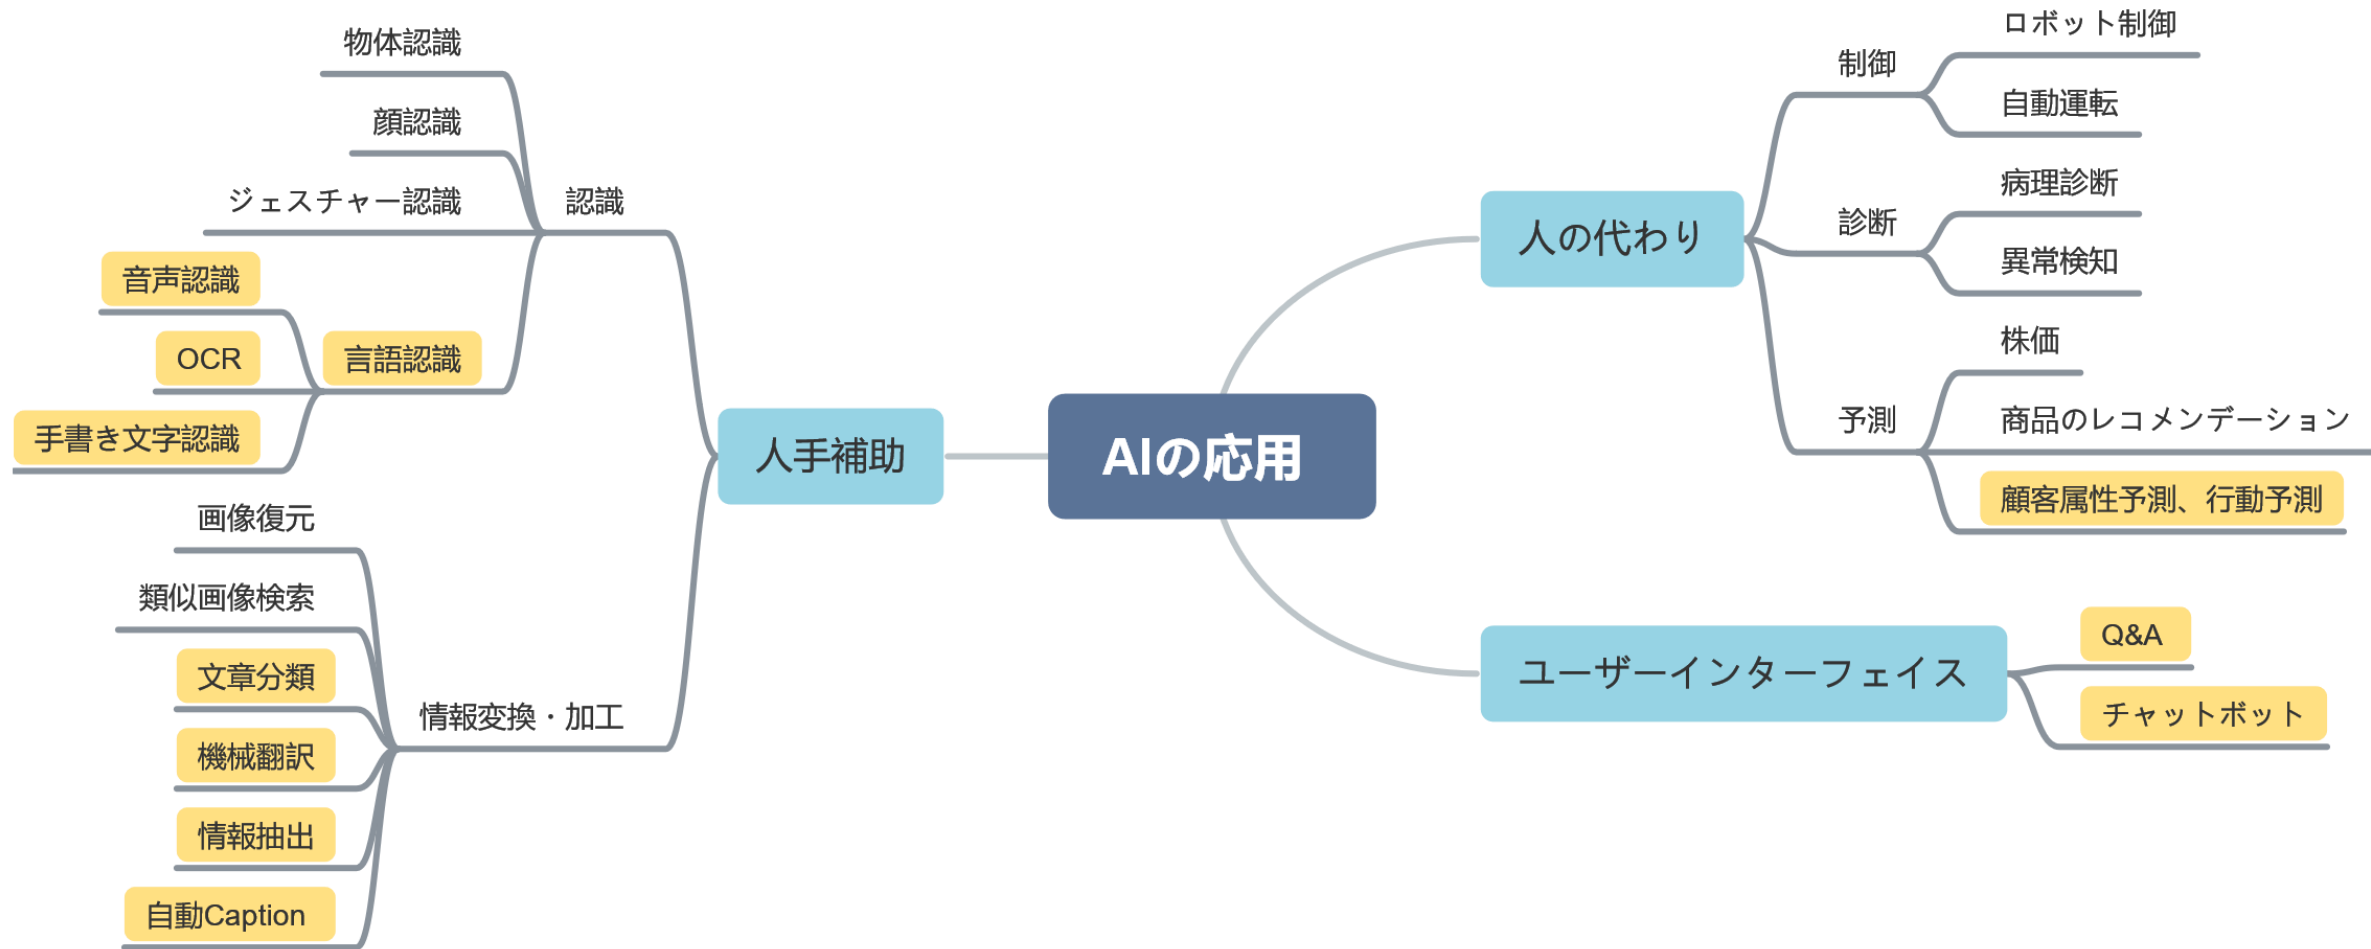 物体認識
顔認識
ジェスチャー認識
認識
音声認識
OCR
言語認識
手書き文字認識
人手補助
画像復元
類似画像検索
文章分類
機械翻訳
情報抽出
自動Caption
情報変換・加工
AIの応用
人の代わり
制御
ロボット制御
自動運転
診断
病理診断
異常検知
予測
株価
商品のレコメンデーション
顧客属性予測、行動予測
ユーザーインターフェイス
Q&A
チャットボット